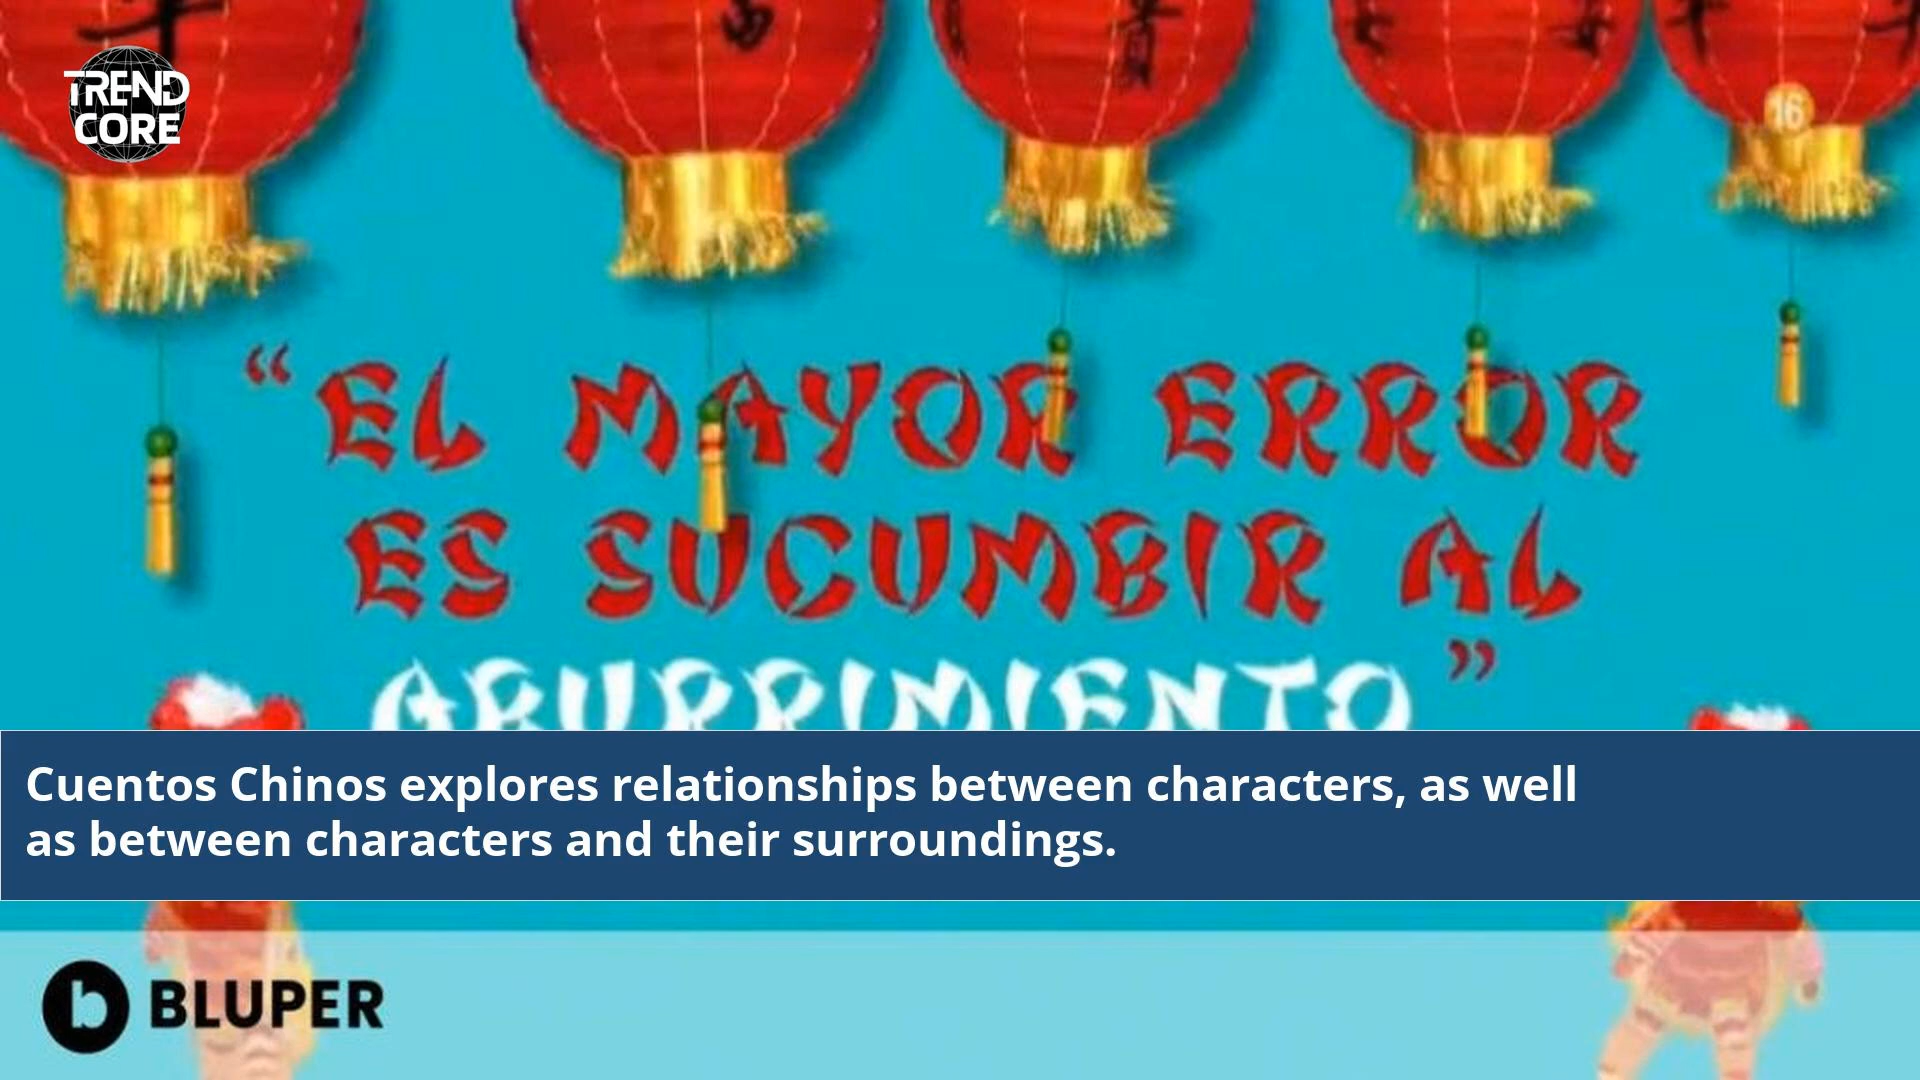 TREND
CORE
16
“EL MAYOR ERROR
ES SUCUMBIR AL
ABURRIMIENTO”
Cuentos Chinos explores relationships between characters, as well
as between characters and their surroundings.
b BLUPER